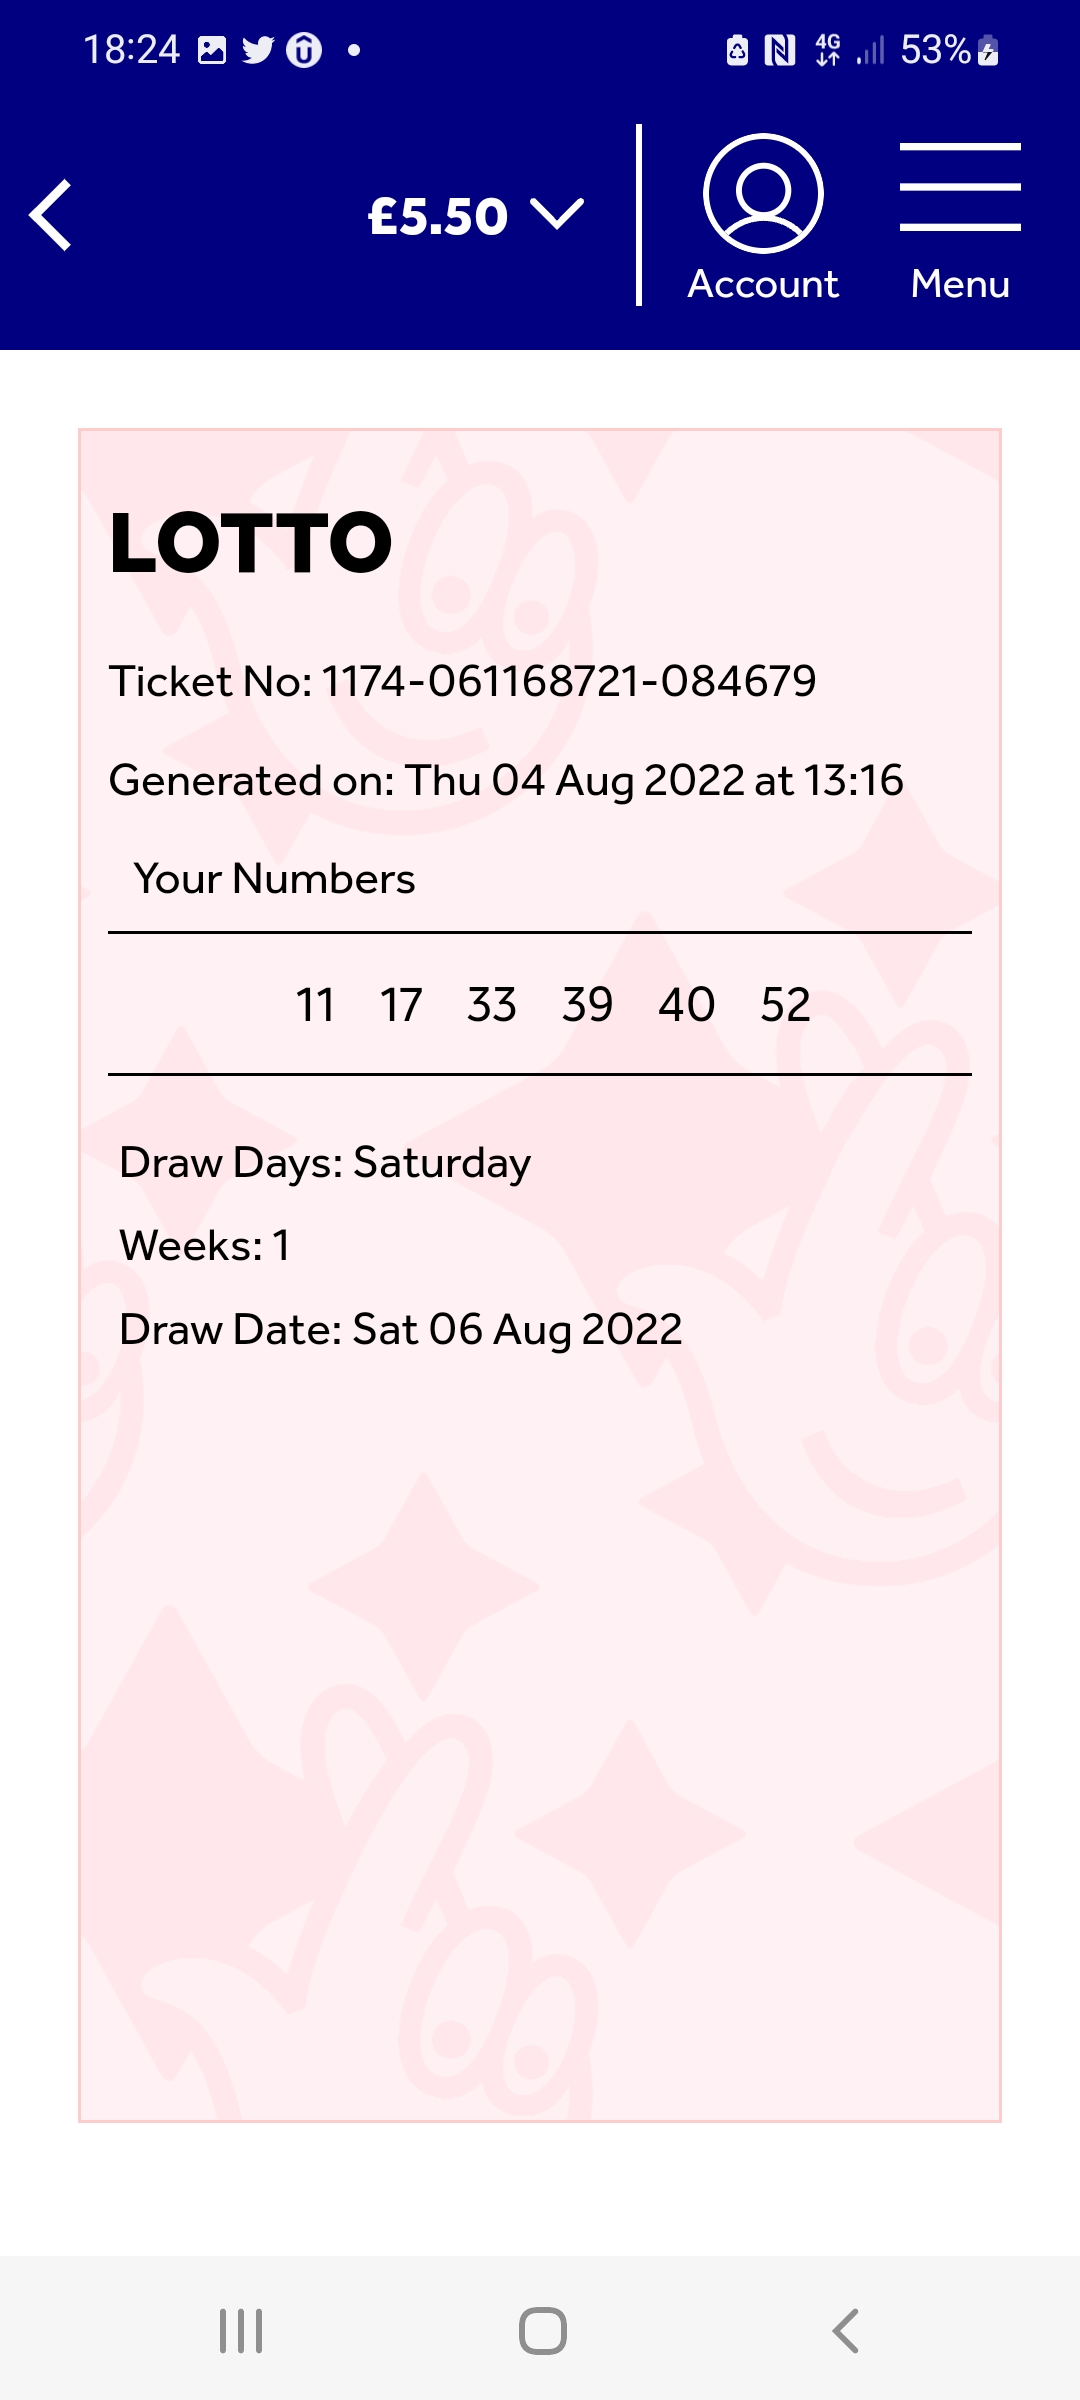 18:24 4G 53%
£5.50
Account Menu
LOTTO
Ticket No: 1174-061168721-084679
Generated on: Thu 04 Aug 2022 at 13:16
Your Numbers
11 17 33 39 40 52
Draw Days: Saturday
Weeks: 1
Draw Date: Sat 06 Aug 2022